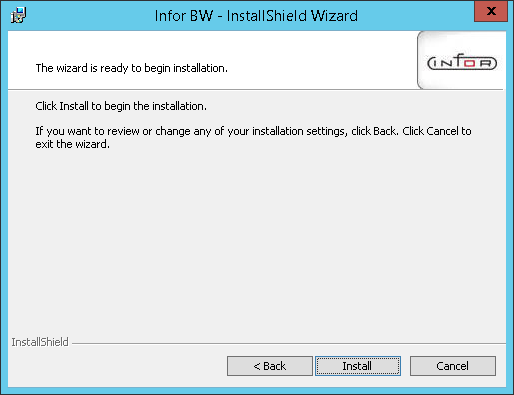 Infor BW - InstallShield Wizard
X
The wizard is ready to begin installation.
infor
Click Install to begin the installation.
If you want to review or change any of your installation settings, click Back. Click Cancel to
exit the wizard.
InstallShield
< Back
Install
Cancel